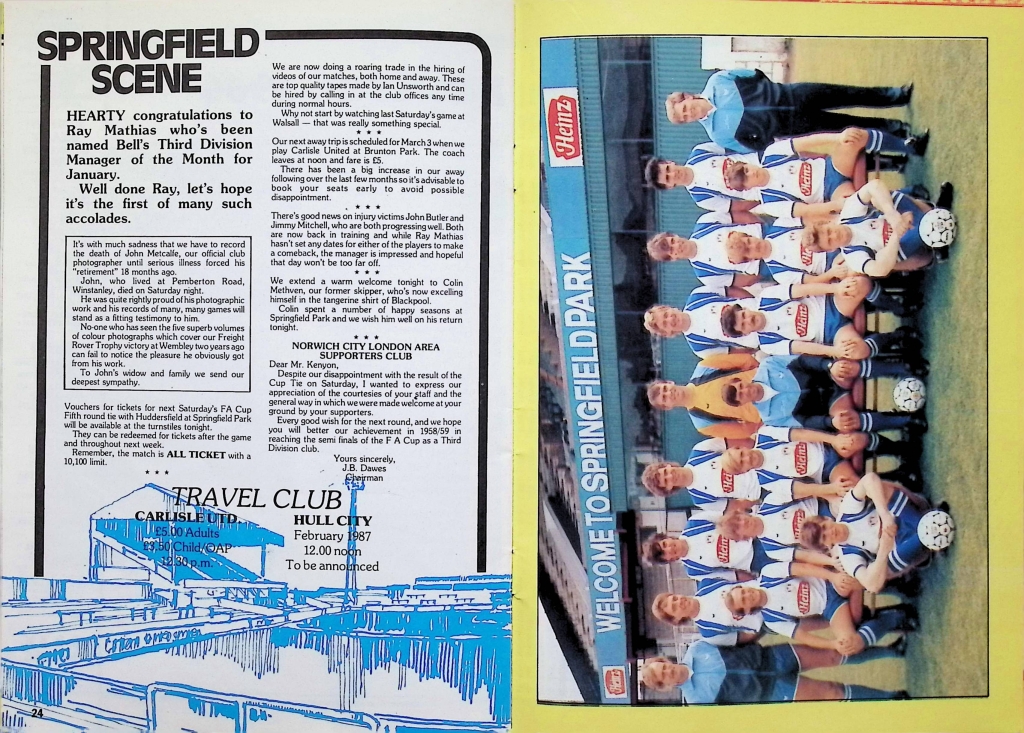 SPRINGFIELD
SCENE
HEARTY congratulations to
Ray Mathias who's been
named Bell's Third Division
Manager of the Month for
January.
Well done Ray, let's hope
it's the first of many such
accolades.
It's with much sadness that we have to record
the death of John Metcalfe, our official club
photographer until serious illness forced his
"retirement" 18 months ago.
John, who lived at Pemberton Road,
Winstanley, died on Saturday night.
He was quite rightly proud of his photographic
work and his records of many, many games will
stand as a fitting testimony to him.
No-one who has seen the five superb volumes
of colour photographs which cover our Freight
Rover Trophy victory at Wembley two years ago
can fail to notice the pleasure he obviously got
from his work.
To John's widow and family we send our
deepest sympathy.
Vouchers for tickets for next Saturday's FA Cup
Fifth round tie with Huddersfield at Springfield Park
will be available at the turnstiles tonight.
They can be redeemed for tickets after the game
and throughout next week.
Remember, the match is ALL TICKET with a
10,100 limit.
* * *
We are now doing a roaring trade in the hiring of
videos of our matches, both home and away. These
are top quality tapes made by Ian Unsworth and can
be hired by calling in at the club offices any time
during normal hours.
Why not start by watching last Saturday's game at
Walsall — that was really something special.
* * *
Our next away trip is scheduled for March 3 when we
play Carlisle United at Brunton Park. The coach
leaves at noon and fare is £5.
There has been a big increase in our away
following over the last few months so it's advisable to
book your seats early to avoid possible
disappointment.
* * *
There's good news on injury victims John Butler and
Jimmy Mitchell, who are both progressing well. Both
are now back in training and while Ray Mathias
hasn't set any dates for either of the players to make
a comeback, the manager is impressed and hopeful
that day won't be too far off.
* * *
We extend a warm welcome tonight to Colin
Methven, our former skipper, who's now excelling
himself in the tangerine shirt of Blackpool.
Colin spent a number of happy seasons at
Springfield Park and we wish him well on his return
tonight.
* * *
NORWICH CITY LONDON AREA
SUPPORTERS CLUB
Dear Mr. Kenyon,
Despite our disappointment with the result of the
Cup Tie on Saturday, I wanted to express our
appreciation of the courtesies of your staff and the
general way in which we were made welcome at your
ground by your supporters.
Every good wish for the next round, and we hope
you will better our achievement in 1958/59 in
reaching the semi finals of the F A Cup as a Third
Division club.
Yours sincerely,
J.B. Dawes
Chairman
TRAVEL CLUB
CARLISLE UTD.
£5.00 Adults
£3.50 Child/OAP
12.30 p.m.
HULL CITY
February 1987
12.00 noon
To be announced
24
Heinz
WELCOME TO SPRINGFIELD PARK
Heinz
Heinz
Heinz
Heinz
Heinz
Heinz
Heinz
Heinz
Heinz
Heinz